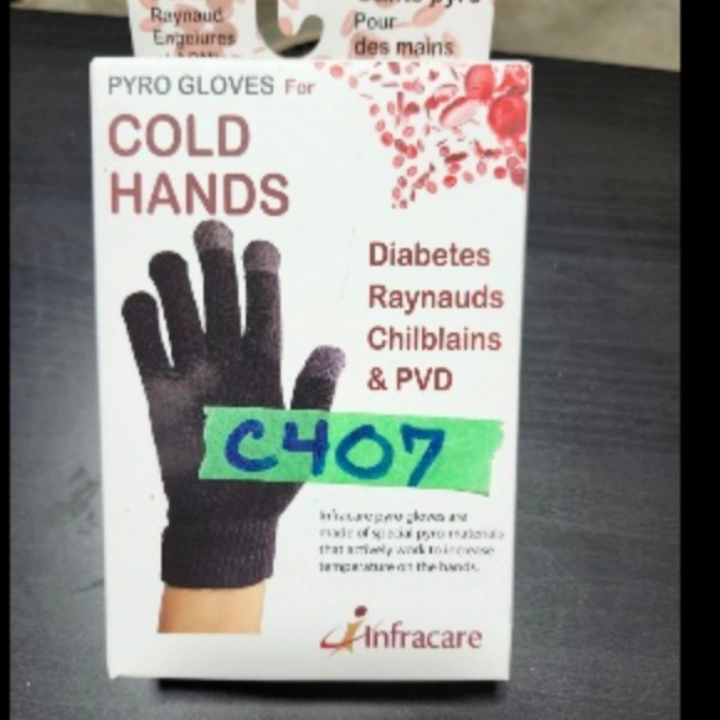 Raynaud
Engelures
Pour
des mains
PYRO GLOVES For
COLD
HANDS
Diabetes
Raynauds
Chilblains
& PVD
C407
Infracare pyro gloves are
made of special pyro materials
that actively work to increase
temperature on the hands.
Infracare